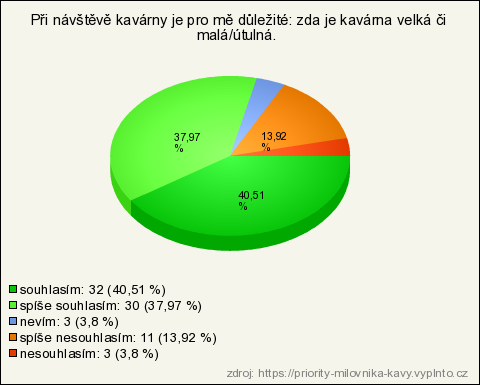 Při návštěvě kavárny je pro mě důležité: zda je kavárna velká či
malá/útulná.
37,97
%
13,92
%
40,51
%
souhlasím: 32 (40,51 %)
spíše souhlasím: 30 (37,97 %)
nevím: 3 (3,8 %)
spíše nesouhlasím: 11 (13,92 %)
nesouhlasím: 3 (3,8 %)
zdroj: https://priority-milovnika-kavy.vyplnto.cz